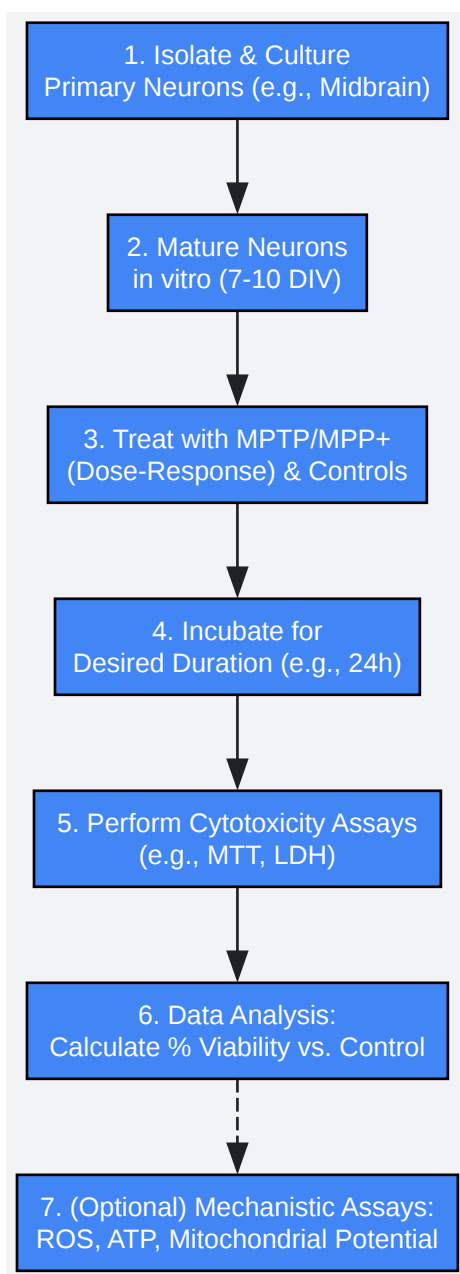 1. Isolate & Culture
Primary Neurons (e.g., Midbrain)
2. Mature Neurons
in vitro (7-10 DIV)
3. Treat with MPTP/MPP+
(Dose-Response) & Controls
4. Incubate for
Desired Duration (e.g., 24h)
5. Perform Cytotoxicity Assays
(e.g., MTT, LDH)
6. Data Analysis:
Calculate % Viability vs. Control
7. (Optional) Mechanistic Assays:
ROS, ATP, Mitochondrial Potential